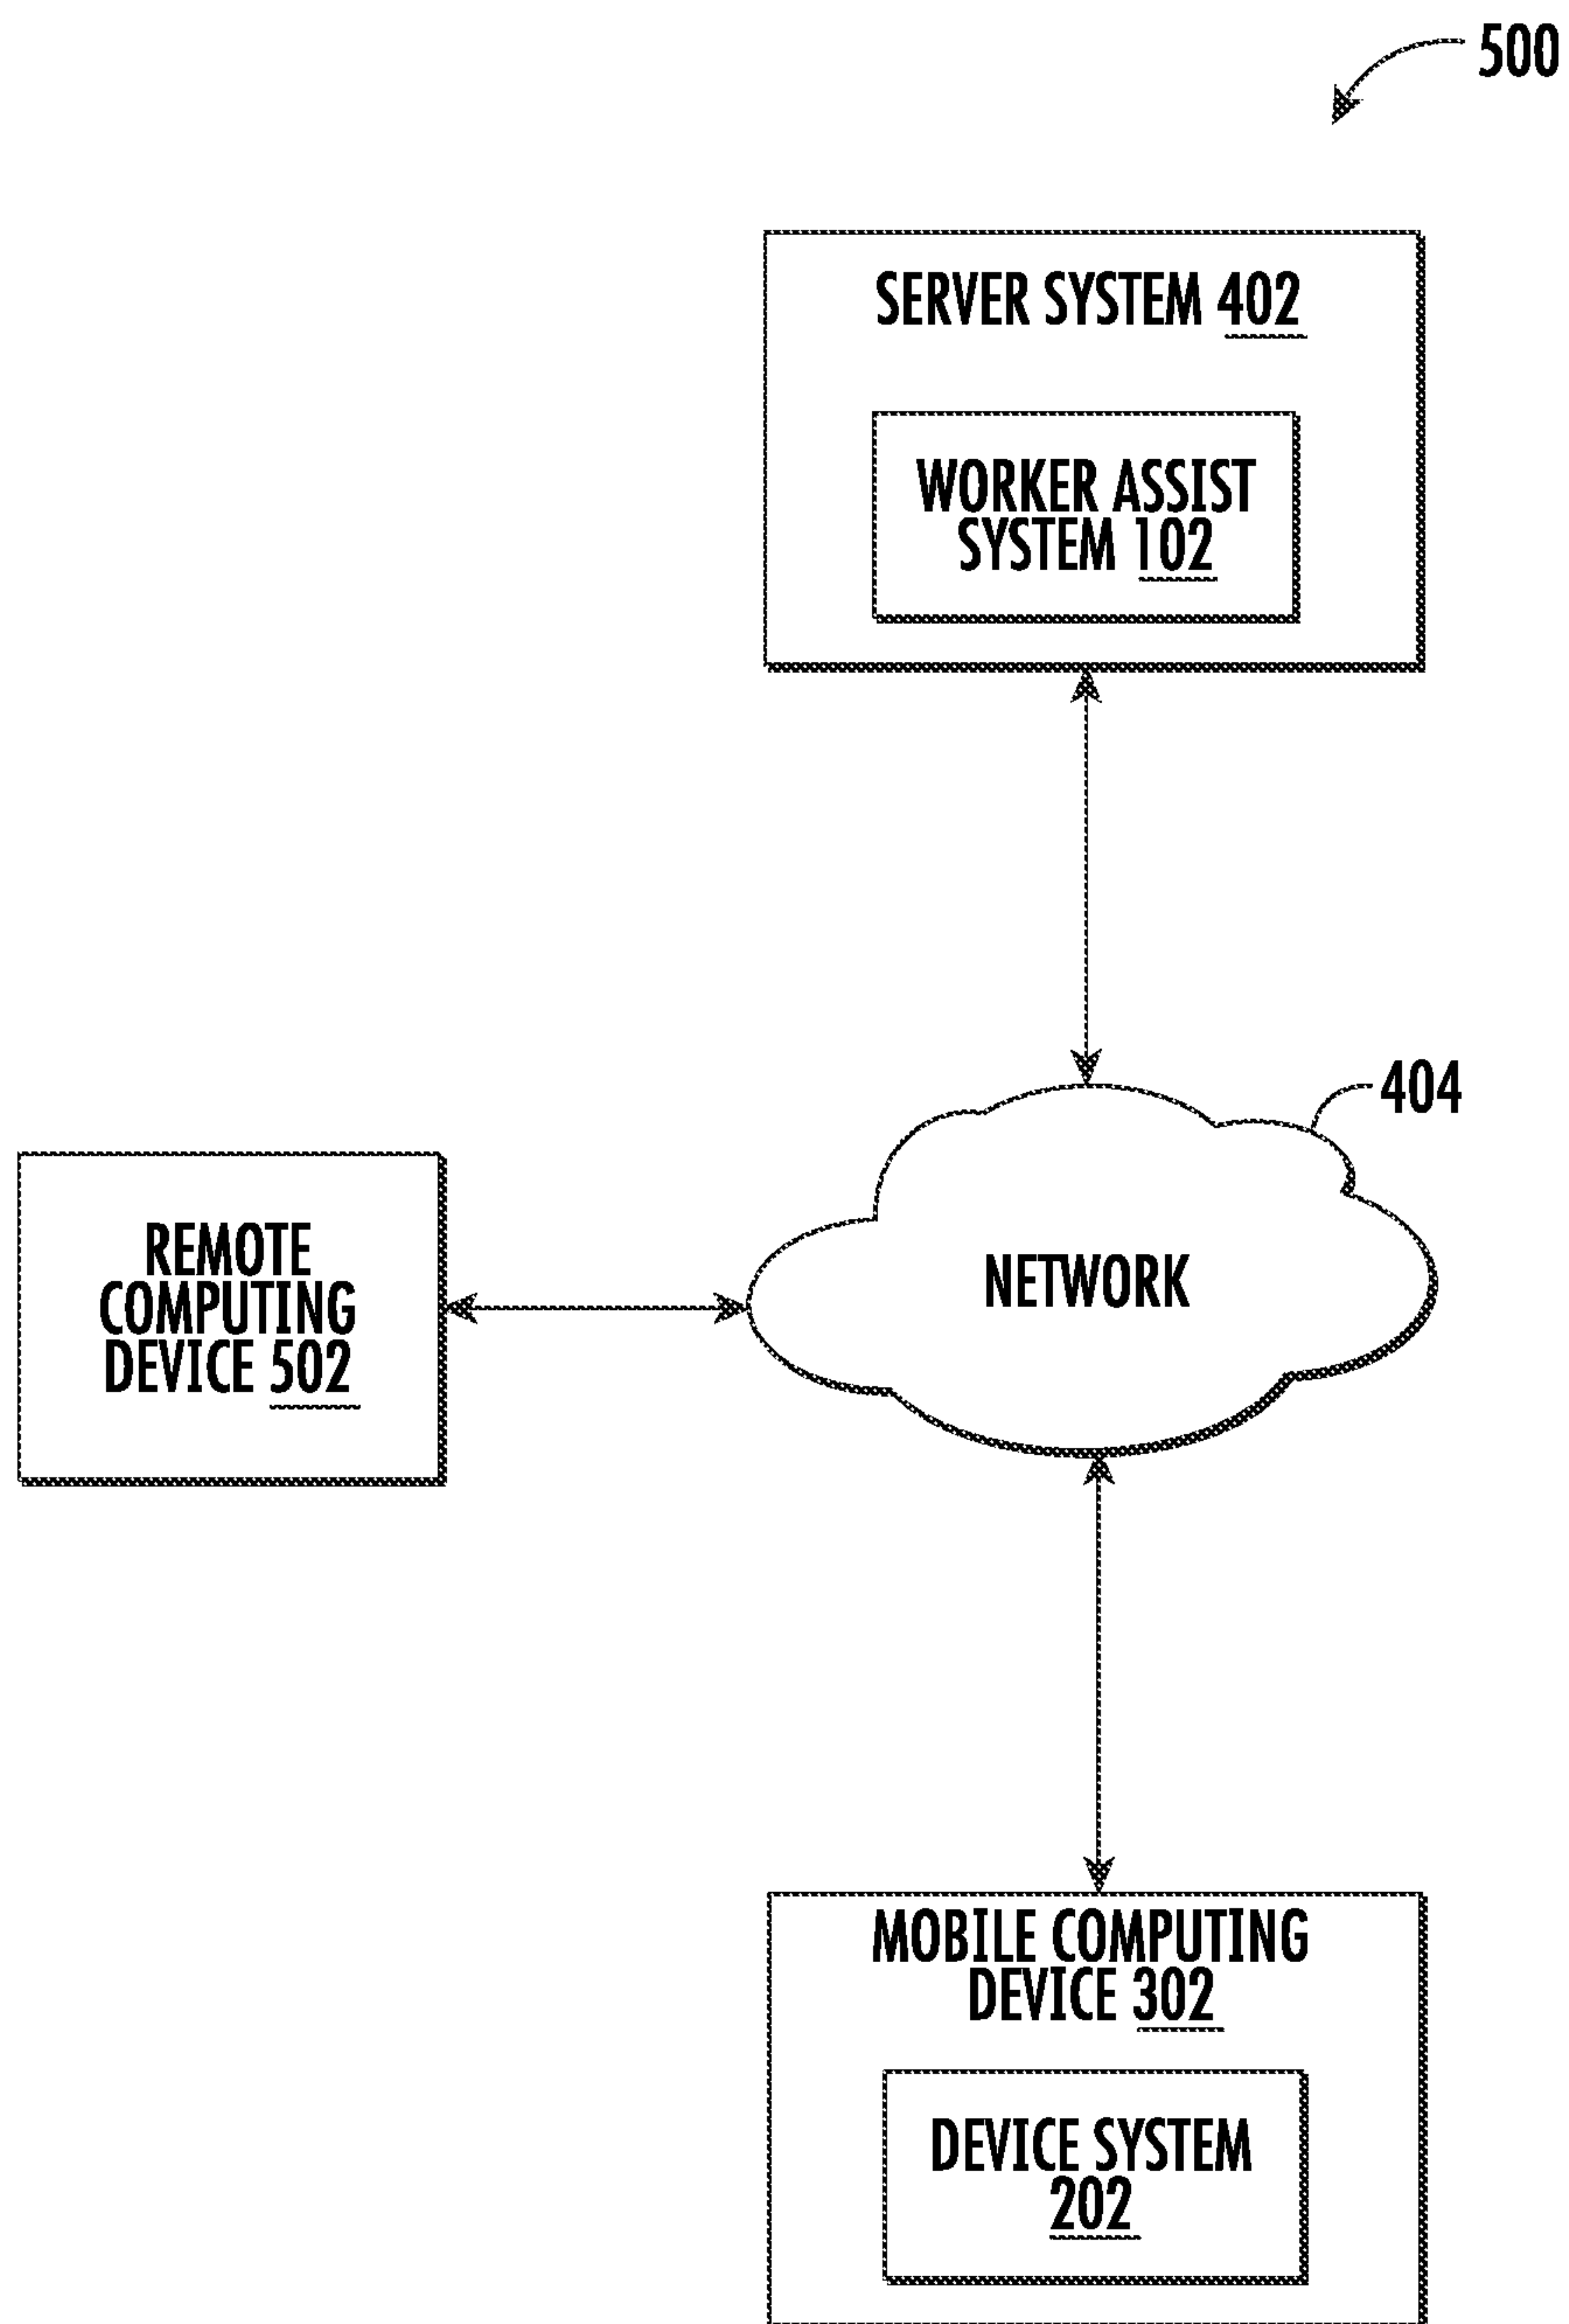 500
SERVER SYSTEM 402
WORKER ASSIST
SYSTEM 102
404
REMOTE
COMPUTING
DEVICE 502
NETWORK
MOBILE COMPUTING
DEVICE 302
DEVICE SYSTEM
202